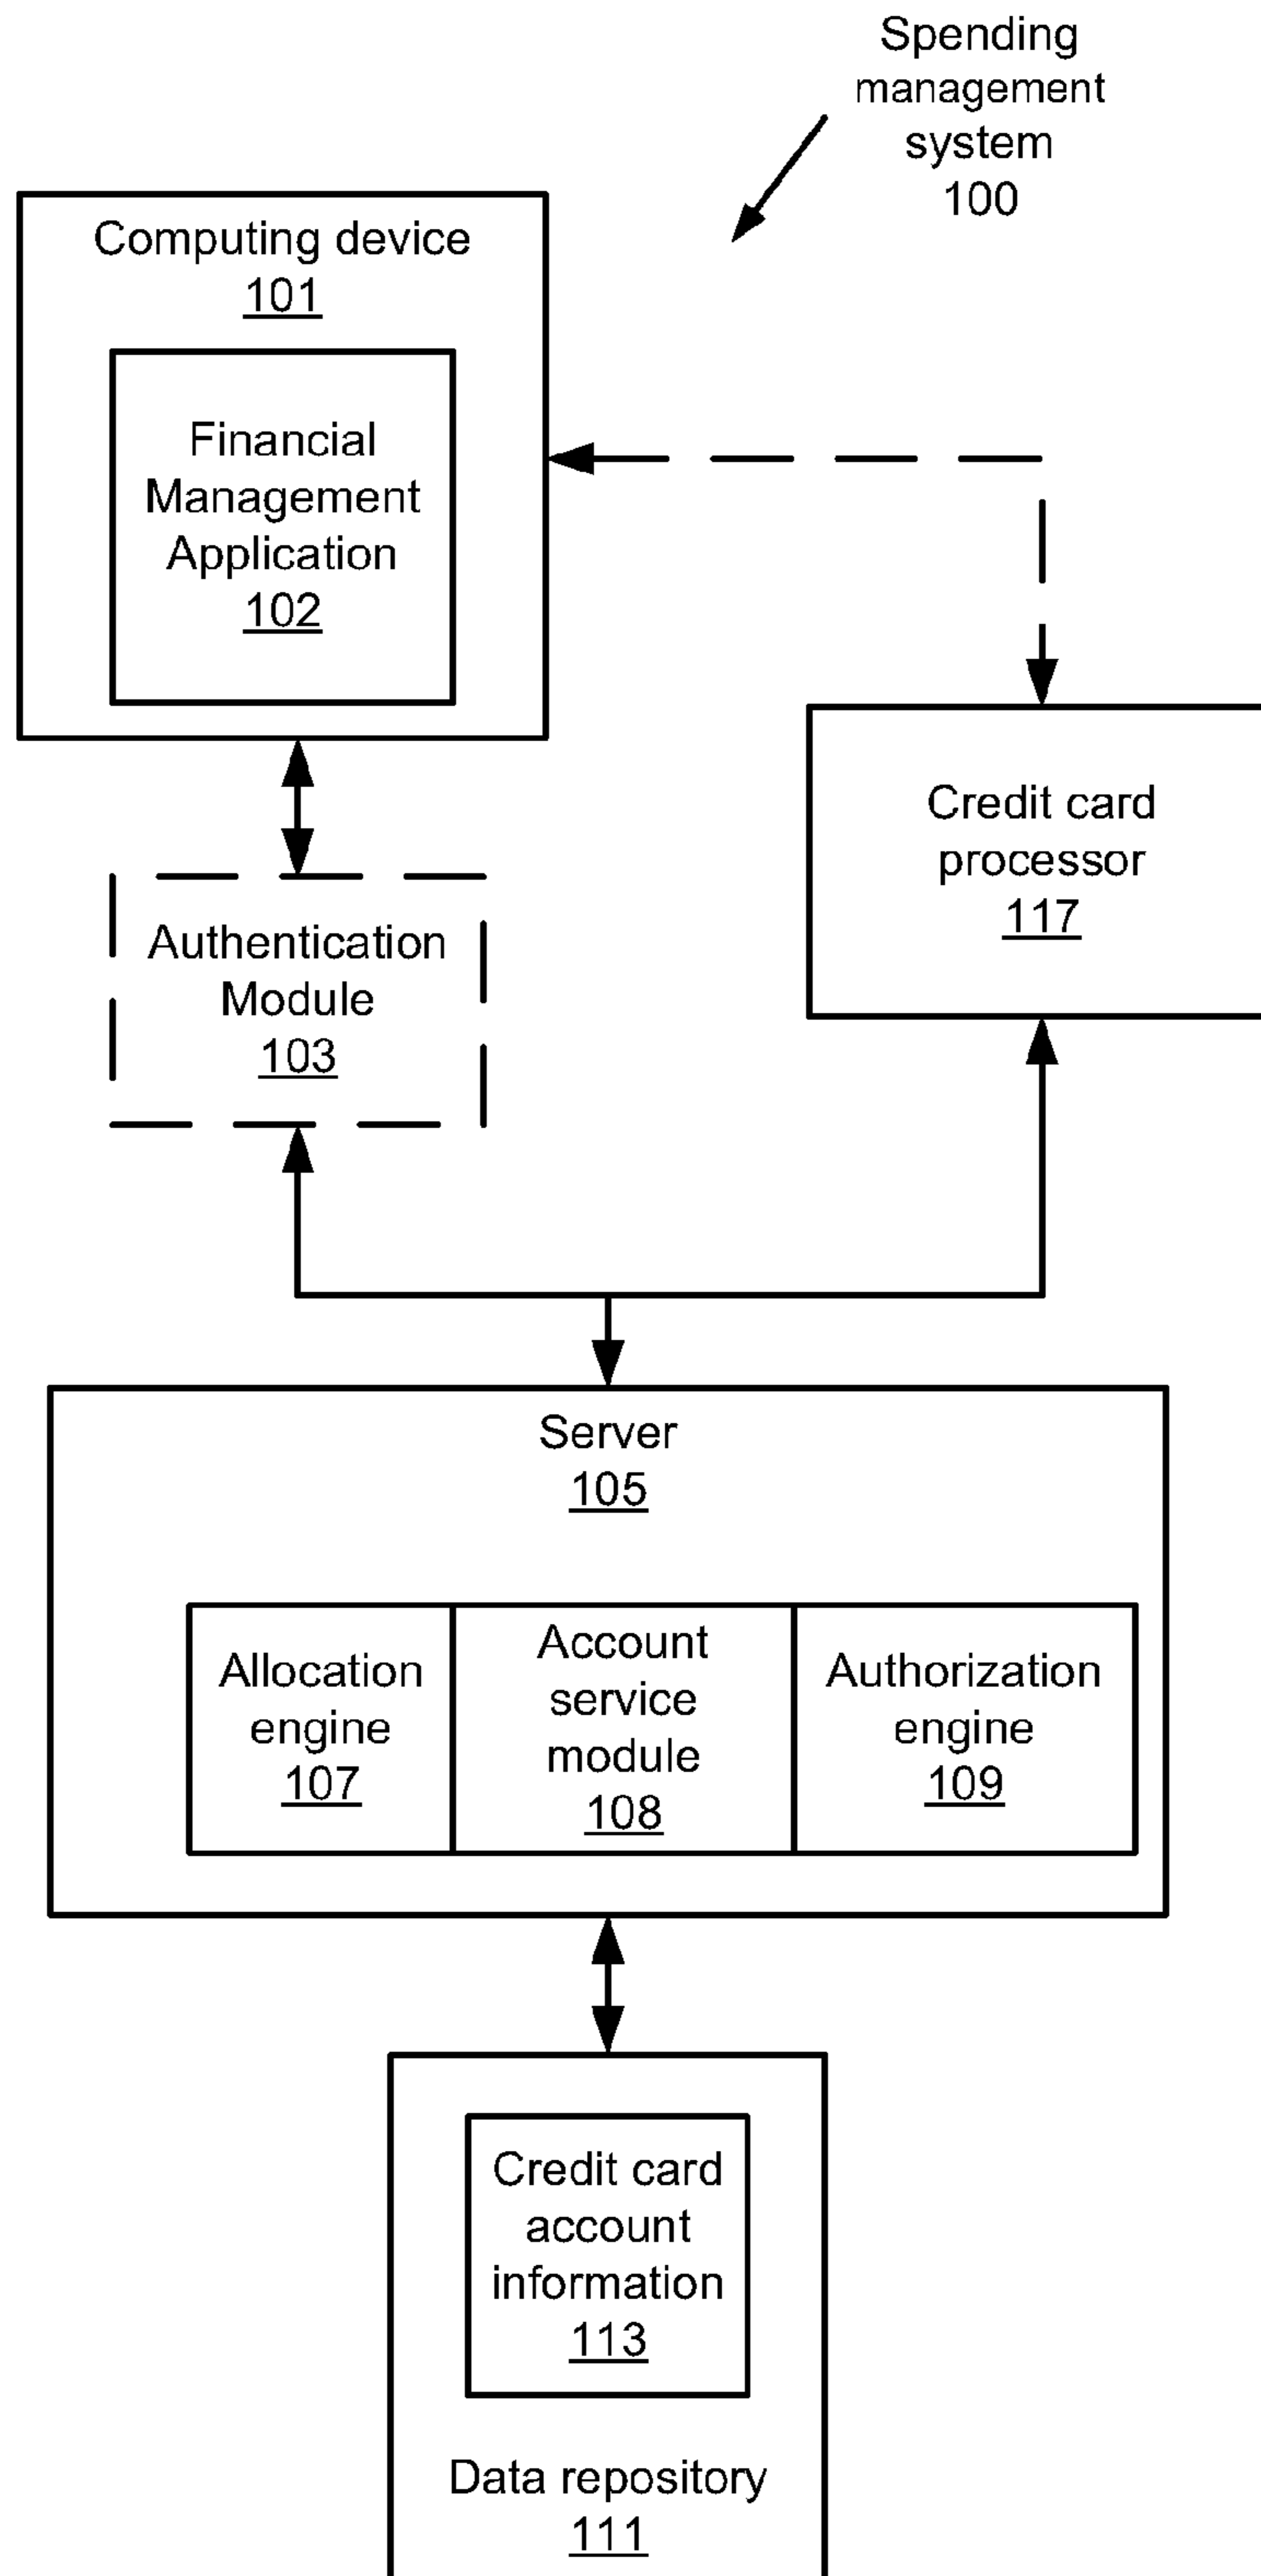 Spending
management
system
100
Computing device
101
Financial
Management
Application
102
Credit card
processor
117
Authentication
Module
103
Server
105
Allocation
engine
107
Account
service
module
108
Authorization
engine
109
Credit card
account
information
113
Data repository
111